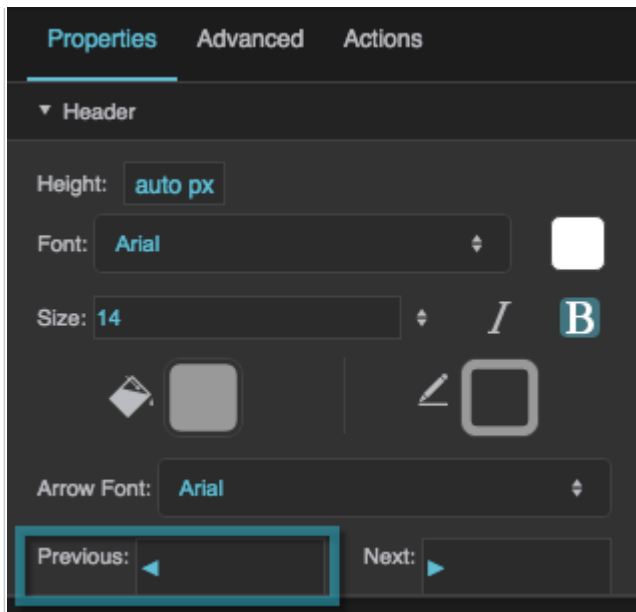 Properties Advanced Actions
▼ Header
Height: auto px
Font: Arial
Size: 14 I B
Arrow Font: Arial
Previous: ◀ Next: ▶